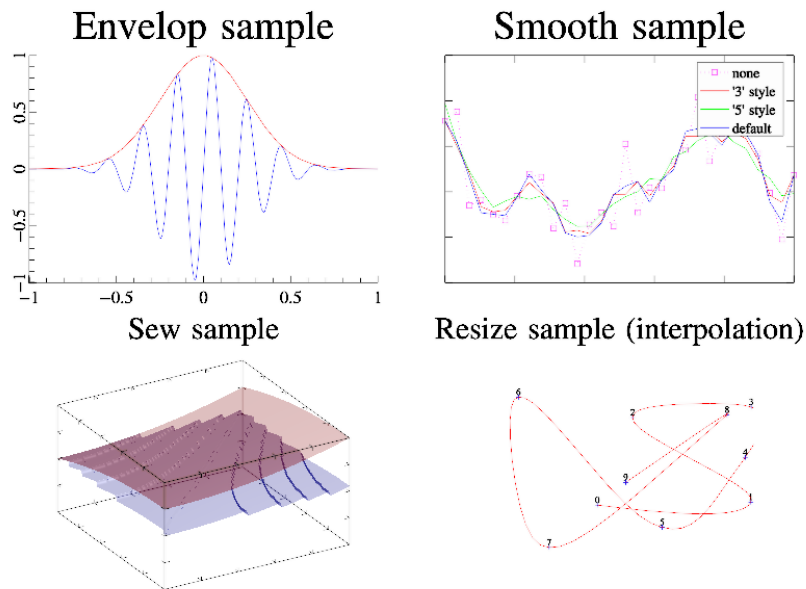 Envelop sample
Smooth sample
1
0.5
0
−0.5
−1
−1 −0.5 0 0.5 1
none
'3' style
'5' style
default
Sew sample
Resize sample (interpolation)
6
2
8
3
4
9
0
1
5
7